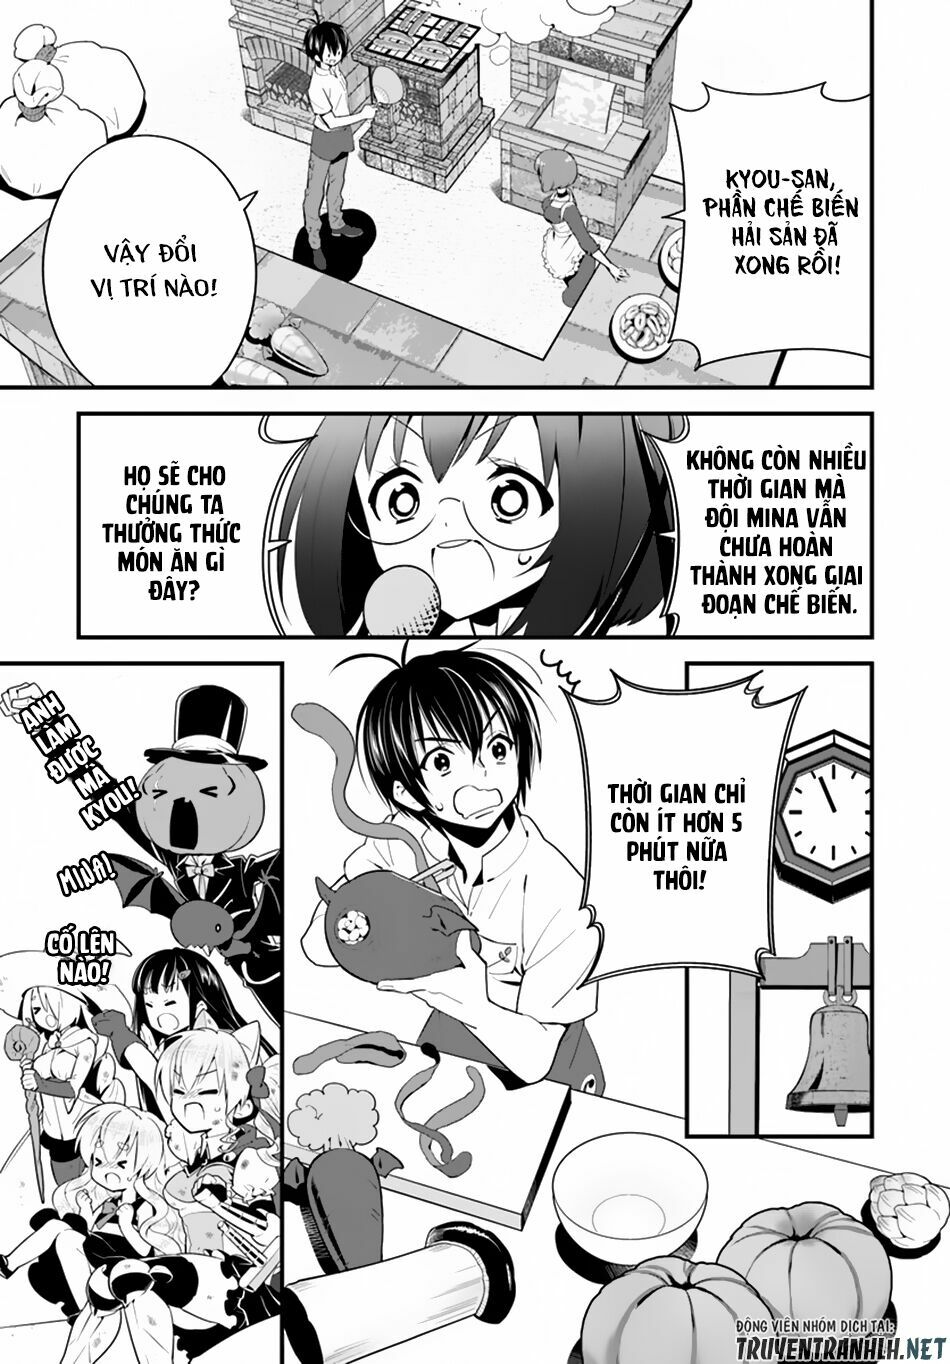 KYOU-SAN,
PHẦN CHẾ BIẾN
HẢI SẢN ĐÃ
XONG RỒI!
VẬY ĐỔI
VỊ TRÍ NÀO!
KHÔNG CÒN NHIỀU
THỜI GIAN MÀ
ĐỘI MINA VẪN
CHƯA HOÀN
THÀNH XONG GIAI
ĐOẠN CHẾ BIẾN.
HỌ SẼ CHO
CHÚNG TA
THƯỞNG THỨC
MÓN ĂN GÌ
ĐÂY?
THỜI GIAN CHỈ
CÒN ÍT HƠN 5
PHÚT NỮA
THÔI!
ANH
LÀM
ĐƯỢC
MÀ
KYOU!
MINA!
CỐ LÊN
NÀO!
ĐỘNG VIÊN NHÓM DỊCH TẠI:
TRUYENTRANHLH.NET